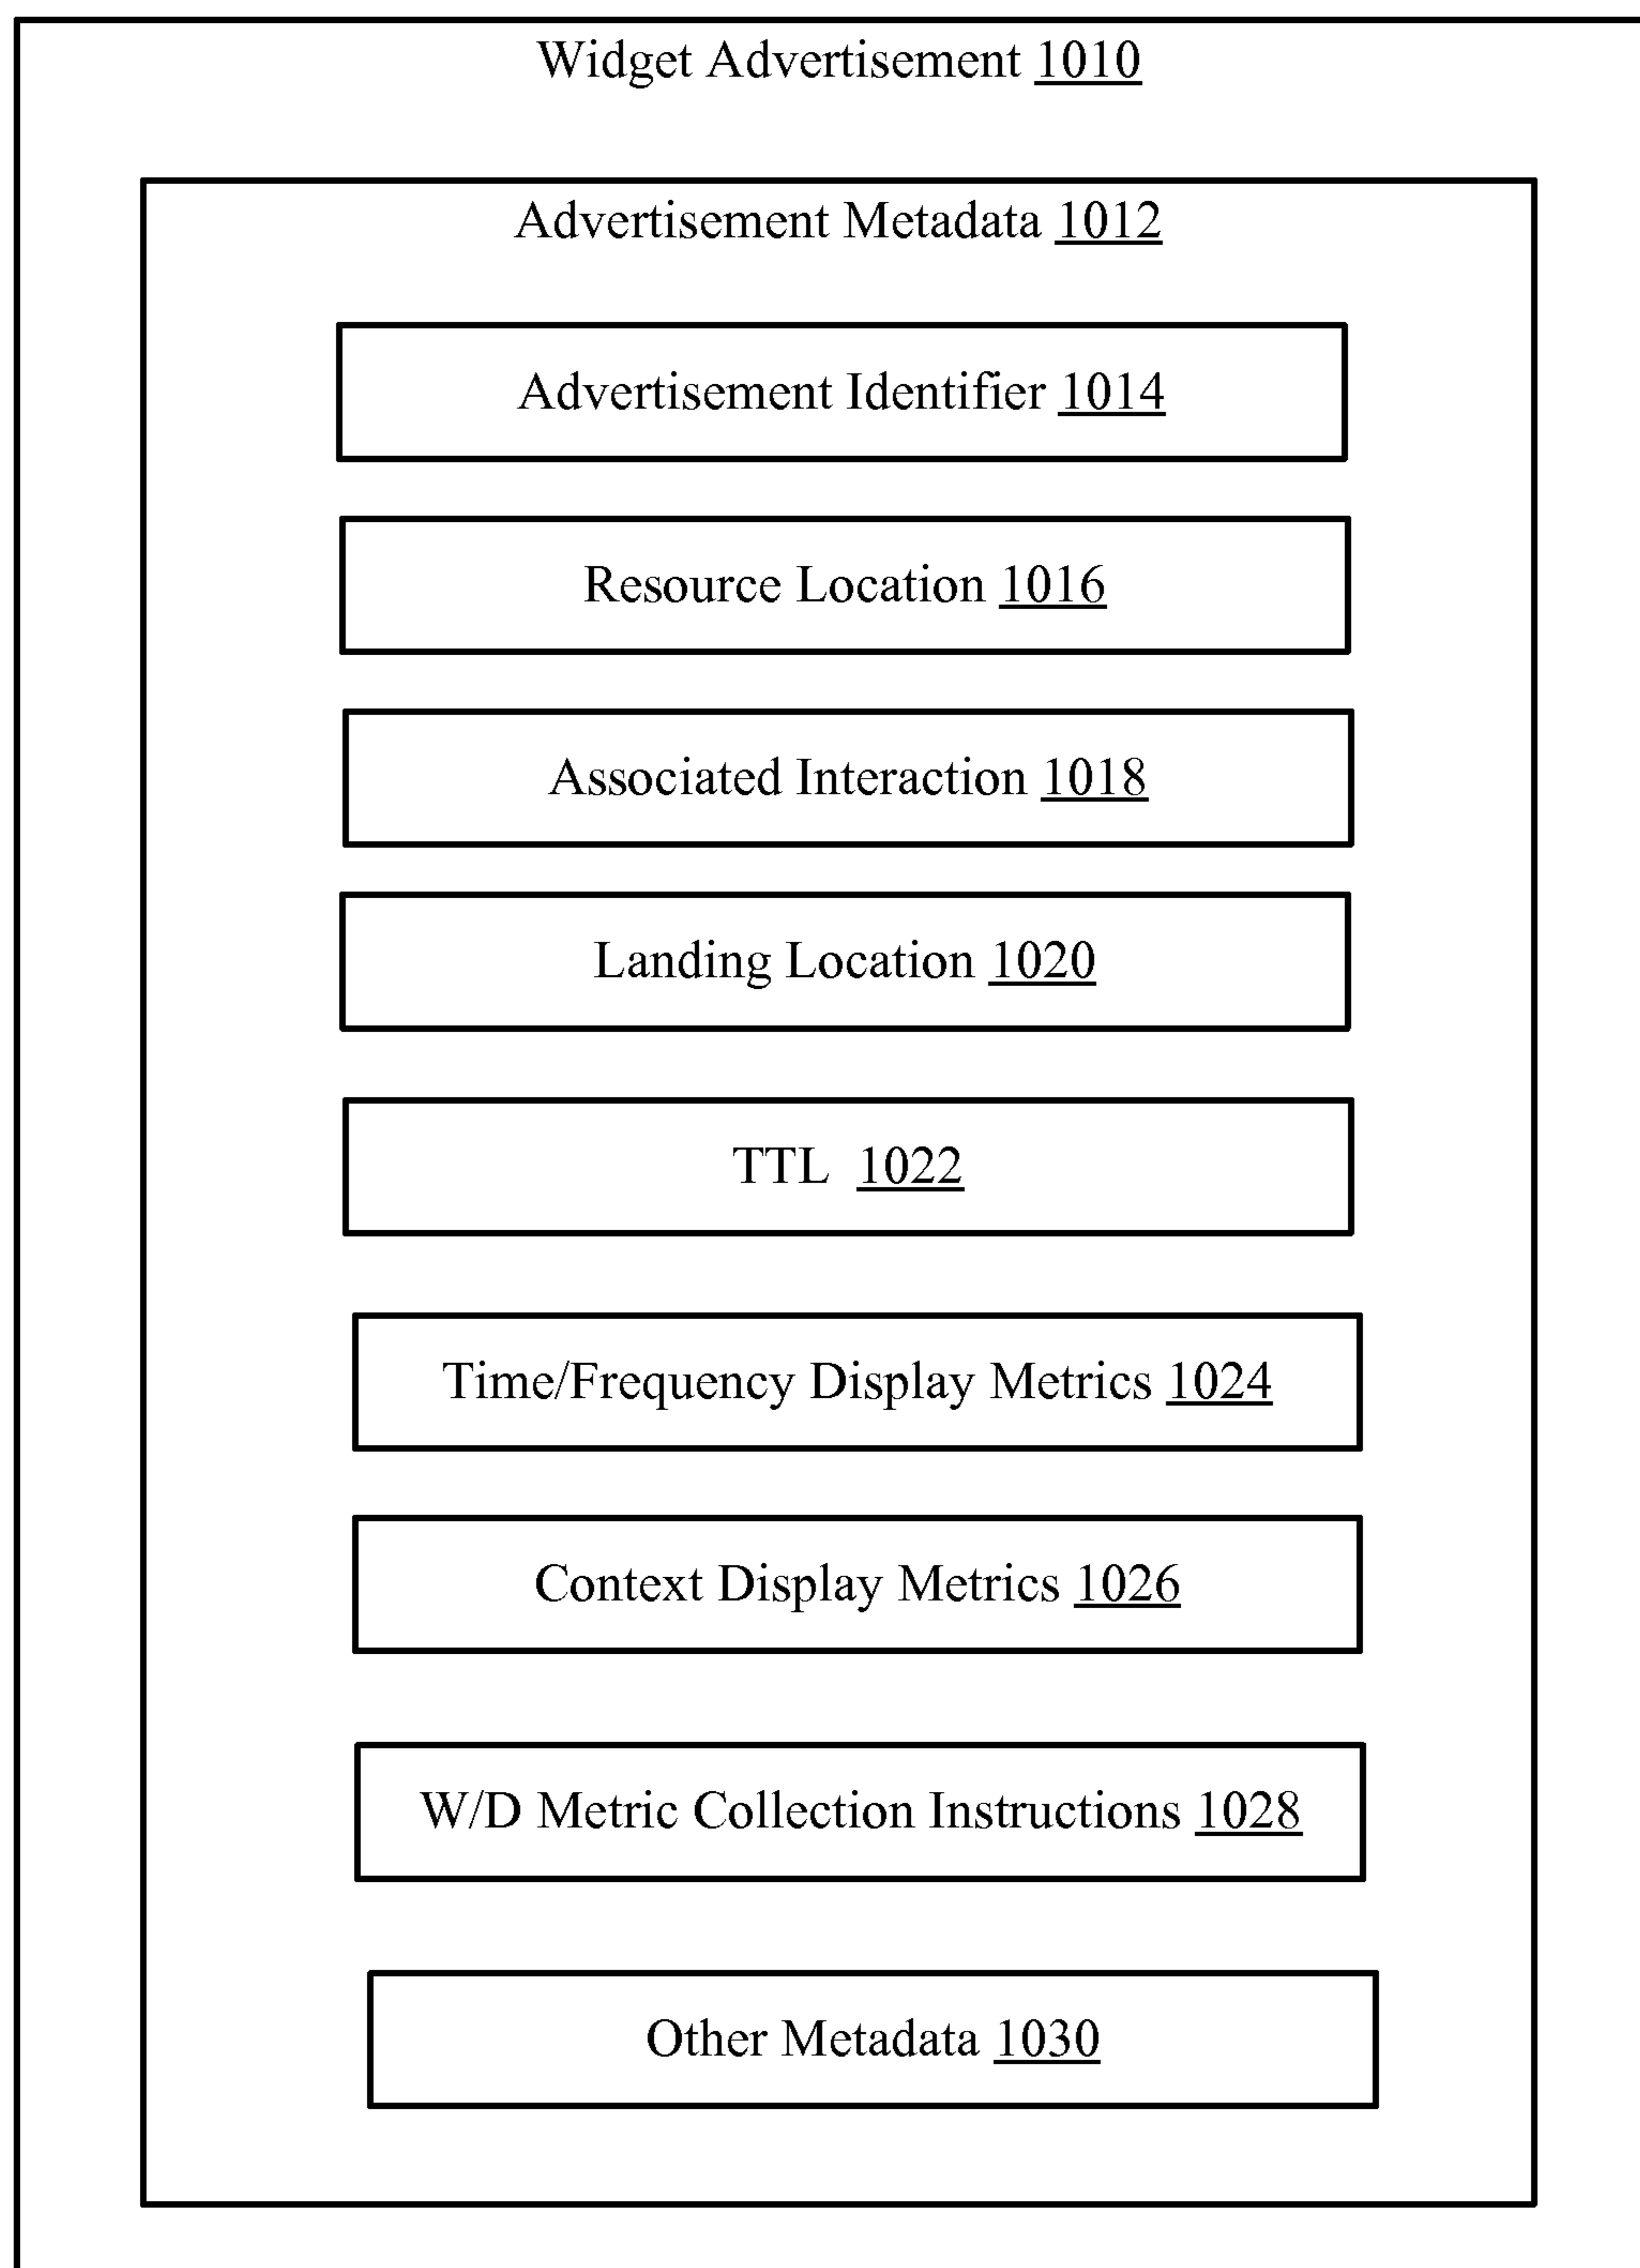 Widget Advertisement 1010
Advertisement Metadata 1012
Advertisement Identifier 1014
Resource Location 1016
Associated Interaction 1018
Landing Location 1020
TTL 1022
Time/Frequency Display Metrics 1024
Context Display Metrics 1026
W/D Metric Collection Instructions 1028
Other Metadata 1030